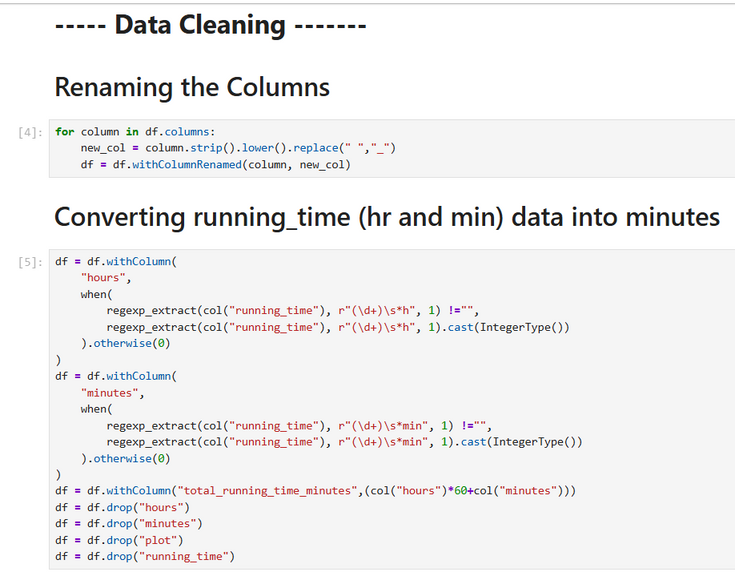 ----- Data Cleaning -------
Renaming the Columns
[4]:
for column in df.columns:
    new_col = column.strip().lower().replace(" ","_")
    df = df.withColumnRenamed(column, new_col)
Converting running_time (hr and min) data into minutes
[5]:
df = df.withColumn(
    "hours",
    when(
        regexp_extract(col("running_time"), r"(\d+)\s*h", 1) !="",
        regexp_extract(col("running_time"), r"(\d+)\s*h", 1).cast(IntegerType())
    ).otherwise(0)
)
df = df.withColumn(
    "minutes",
    when(
        regexp_extract(col("running_time"), r"(\d+)\s*min", 1) !="",
        regexp_extract(col("running_time"), r"(\d+)\s*min", 1).cast(IntegerType())
    ).otherwise(0)
)
df = df.withColumn("total_running_time_minutes",(col("hours")*60+col("minutes")))
df = df.drop("hours")
df = df.drop("minutes")
df = df.drop("plot")
df = df.drop("running_time")